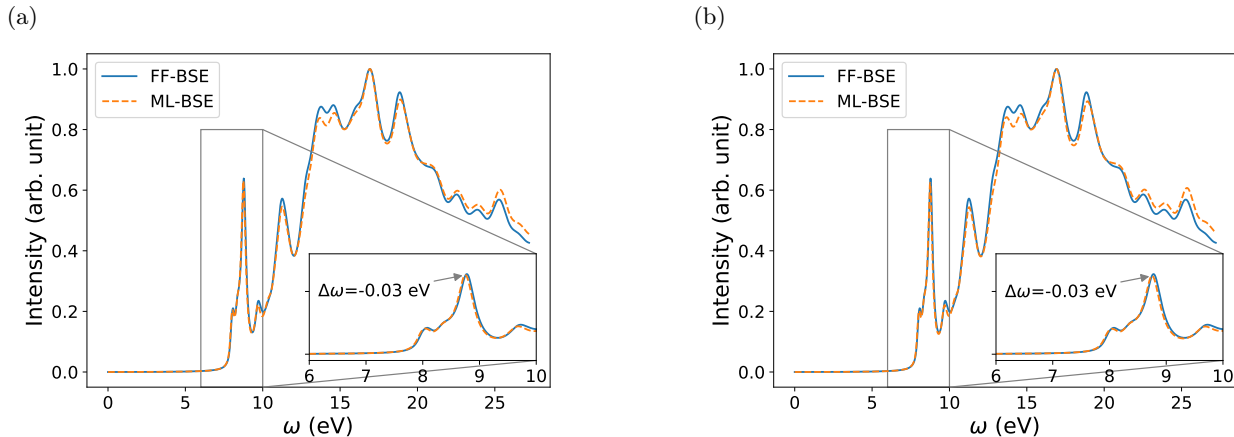 (a)
1.0
0.8
0.6
0.4
0.2
0.0
Intensity (arb. unit)
FF-BSE
ML-BSE
Δω=-0.03 eV
6 7 8 9 10
0 5 10 15 20 25
ω (eV)
(b)
1.0
0.8
0.6
0.4
0.2
0.0
Intensity (arb. unit)
FF-BSE
ML-BSE
Δω=-0.03 eV
6 7 8 9 10
0 5 10 15 20 25
ω (eV)